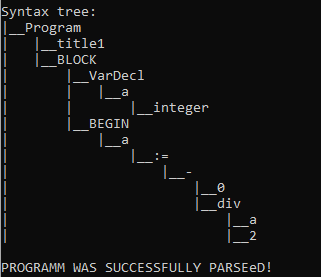 Syntax tree:
|__Program
|   |__title1
|   |__BLOCK
|       |__VarDecl
|       |   |__a
|       |       |__integer
|       |__BEGIN
|           |__a
|               |__:=
|                   |__-
|                       |__0
|                       |__div
|                           |__a
|                           |__2
PROGRAMM WAS SUCCESSFULLY PARSEeD!